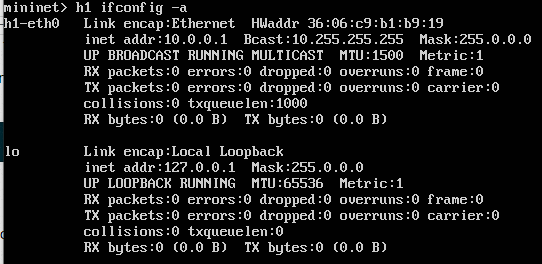 mininet> h1 ifconfig -a
h1-eth0 Link encap:Ethernet HWaddr 36:06:c9:b1:b9:19
inet addr:10.0.0.1 Bcast:10.255.255.255 Mask:255.0.0.0
UP BROADCAST RUNNING MULTICAST MTU:1500 Metric:1
RX packets:0 errors:0 dropped:0 overruns:0 frame:0
TX packets:0 errors:0 dropped:0 overruns:0 carrier:0
collisions:0 txqueuelen:1000
RX bytes:0 (0.0 B) TX bytes:0 (0.0 B)
lo Link encap:Local Loopback
inet addr:127.0.0.1 Mask:255.0.0.0
UP LOOPBACK RUNNING MTU:65536 Metric:1
RX packets:0 errors:0 dropped:0 overruns:0 frame:0
TX packets:0 errors:0 dropped:0 overruns:0 carrier:0
collisions:0 txqueuelen:0
RX bytes:0 (0.0 B) TX bytes:0 (0.0 B)